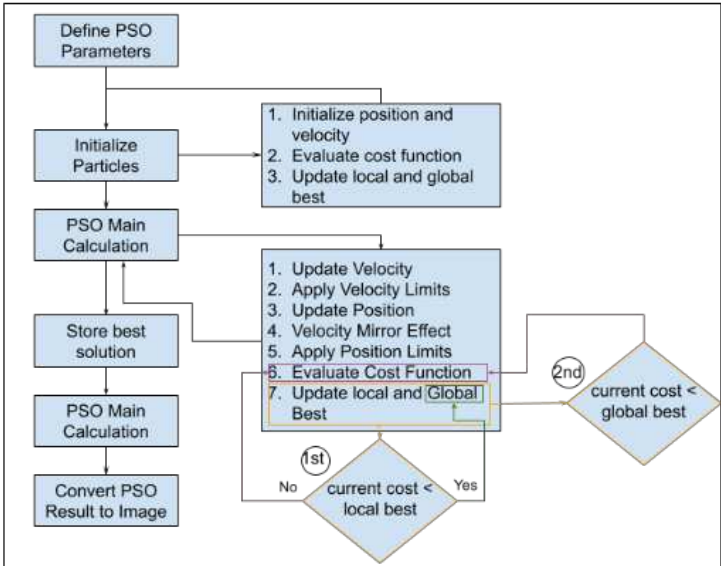 Define PSO
Parameters
1. Initialize position and
velocity
2. Evaluate cost function
3. Update local and global
best
Initialize
Particles
PSO Main
Calculation
1. Update Velocity
2. Apply Velocity Limits
3. Update Position
4. Velocity Mirror Effect
5. Apply Position Limits
6. Evaluate Cost Function
7. Update local and Global
Best
Store best
solution
2nd
current cost <
global best
PSO Main
Calculation
1st
No
current cost <
local best
Yes
Convert PSO
Result to Image